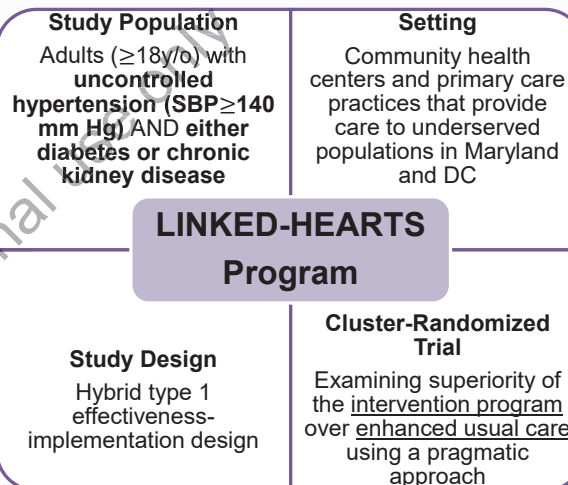 Study Population
Adults (≥18y/o) with
uncontrolled
hypertension (SBP≥140
mm Hg) AND either
diabetes or chronic
kidney disease
Setting
Community health
centers and primary care
practices that provide
care to underserved
populations in Maryland
and DC
LINKED-HEARTS
Program
Study Design
Hybrid type 1
effectiveness-
implementation design
Cluster-Randomized
Trial
Examining superiority of
the intervention program
over enhanced usual care
using a pragmatic
approach
use only